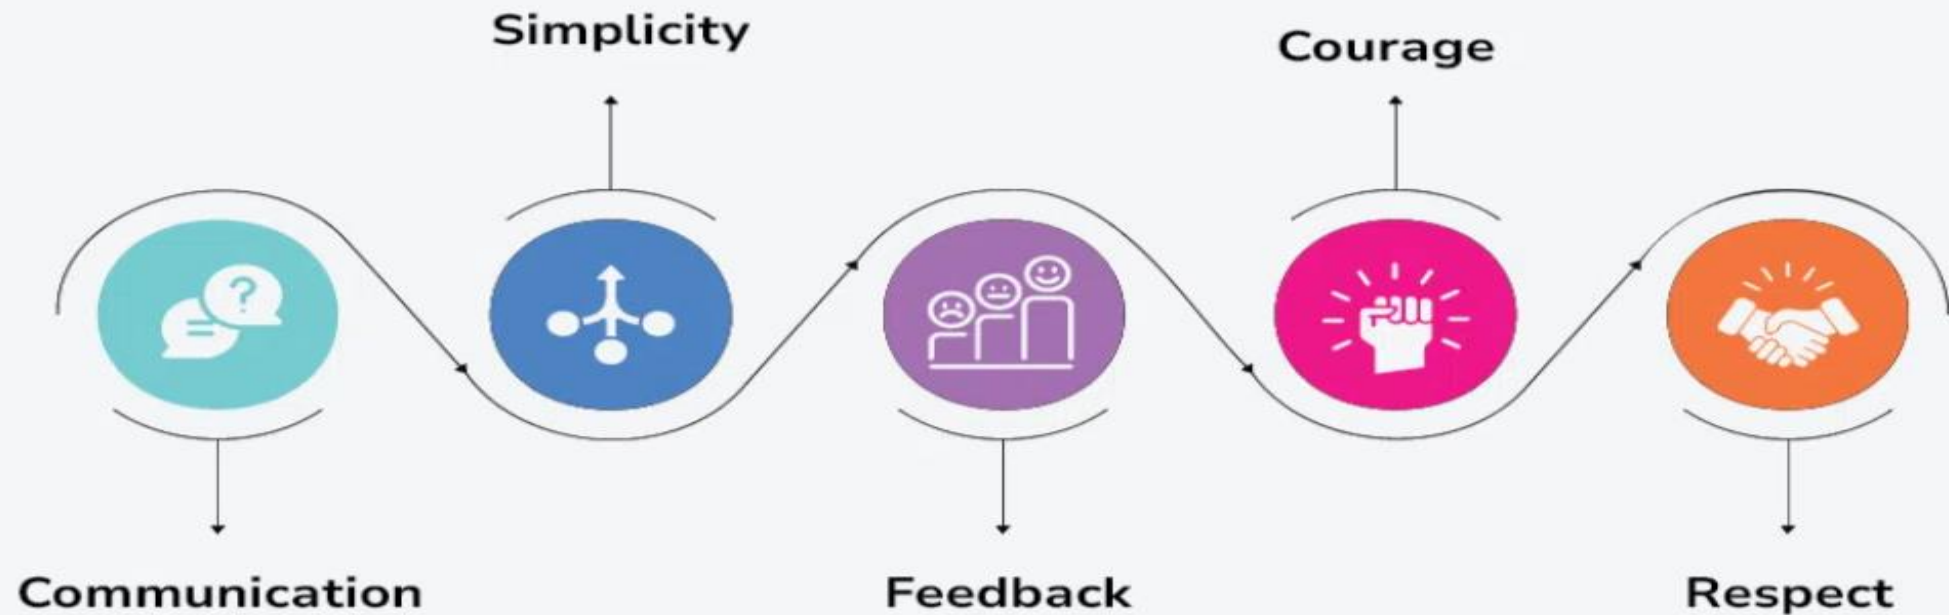 Simplicity
Courage
?
Communication
Feedback
Respect